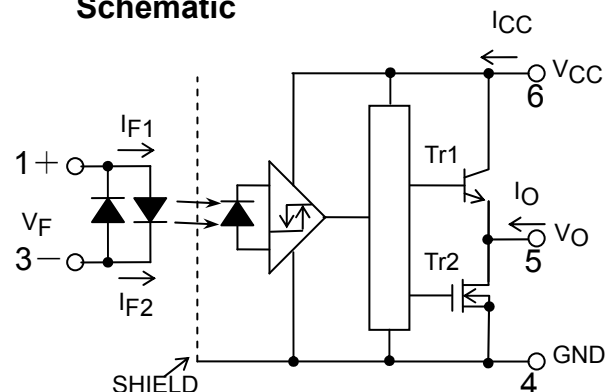 Schematic
ICC
VCC
6
IF1
1+
Tr1
IO
VF
VO
5
3−
Tr2
IF2
GND
SHIELD
4